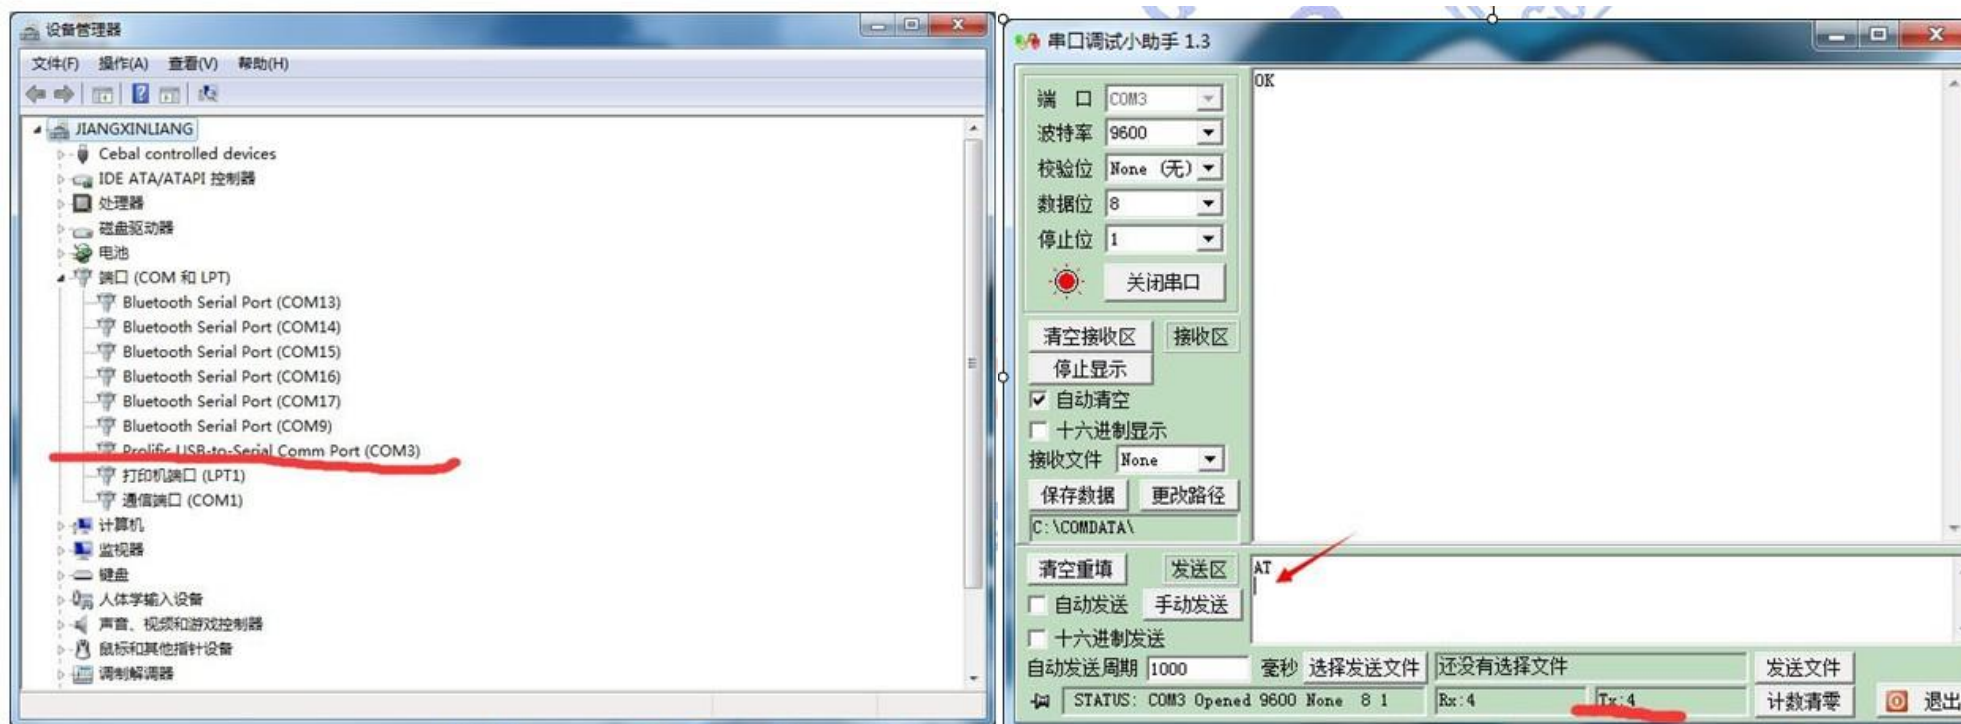 设备管理器
文件(F) 操作(A) 查看(V) 帮助(H)
JIANGXINLIANG
Cebal controlled devices
IDE ATA/ATAPI 控制器
处理器
磁盘驱动器
电池
端口 (COM 和 LPT)
Bluetooth Serial Port (COM13)
Bluetooth Serial Port (COM14)
Bluetooth Serial Port (COM15)
Bluetooth Serial Port (COM16)
Bluetooth Serial Port (COM17)
Bluetooth Serial Port (COM9)
Prolific USB-to-Serial Comm Port (COM3)
打印机端口 (LPT1)
通信端口 (COM1)
计算机
监视器
键盘
人体学输入设备
声音、视频和游戏控制器
鼠标和其他指针设备
调制解调器
串口调试小助手 1.3
端 口 COM3
波特率 9600
校验位 None (无)
数据位 8
停止位 1
关闭串口
清空接收区 接收区
停止显示
自动清空
十六进制显示
接收文件 None
保存数据 更改路径
C:\COMDATA\
OK
清空重填 发送区
AT
自动发送 手动发送
十六进制发送
自动发送周期 1000 毫秒 选择发送文件 还没有选择文件 发送文件
STATUS: COM3 Opened 9600 None 8 1 Rx:4 Tx:4 计数清零 退出